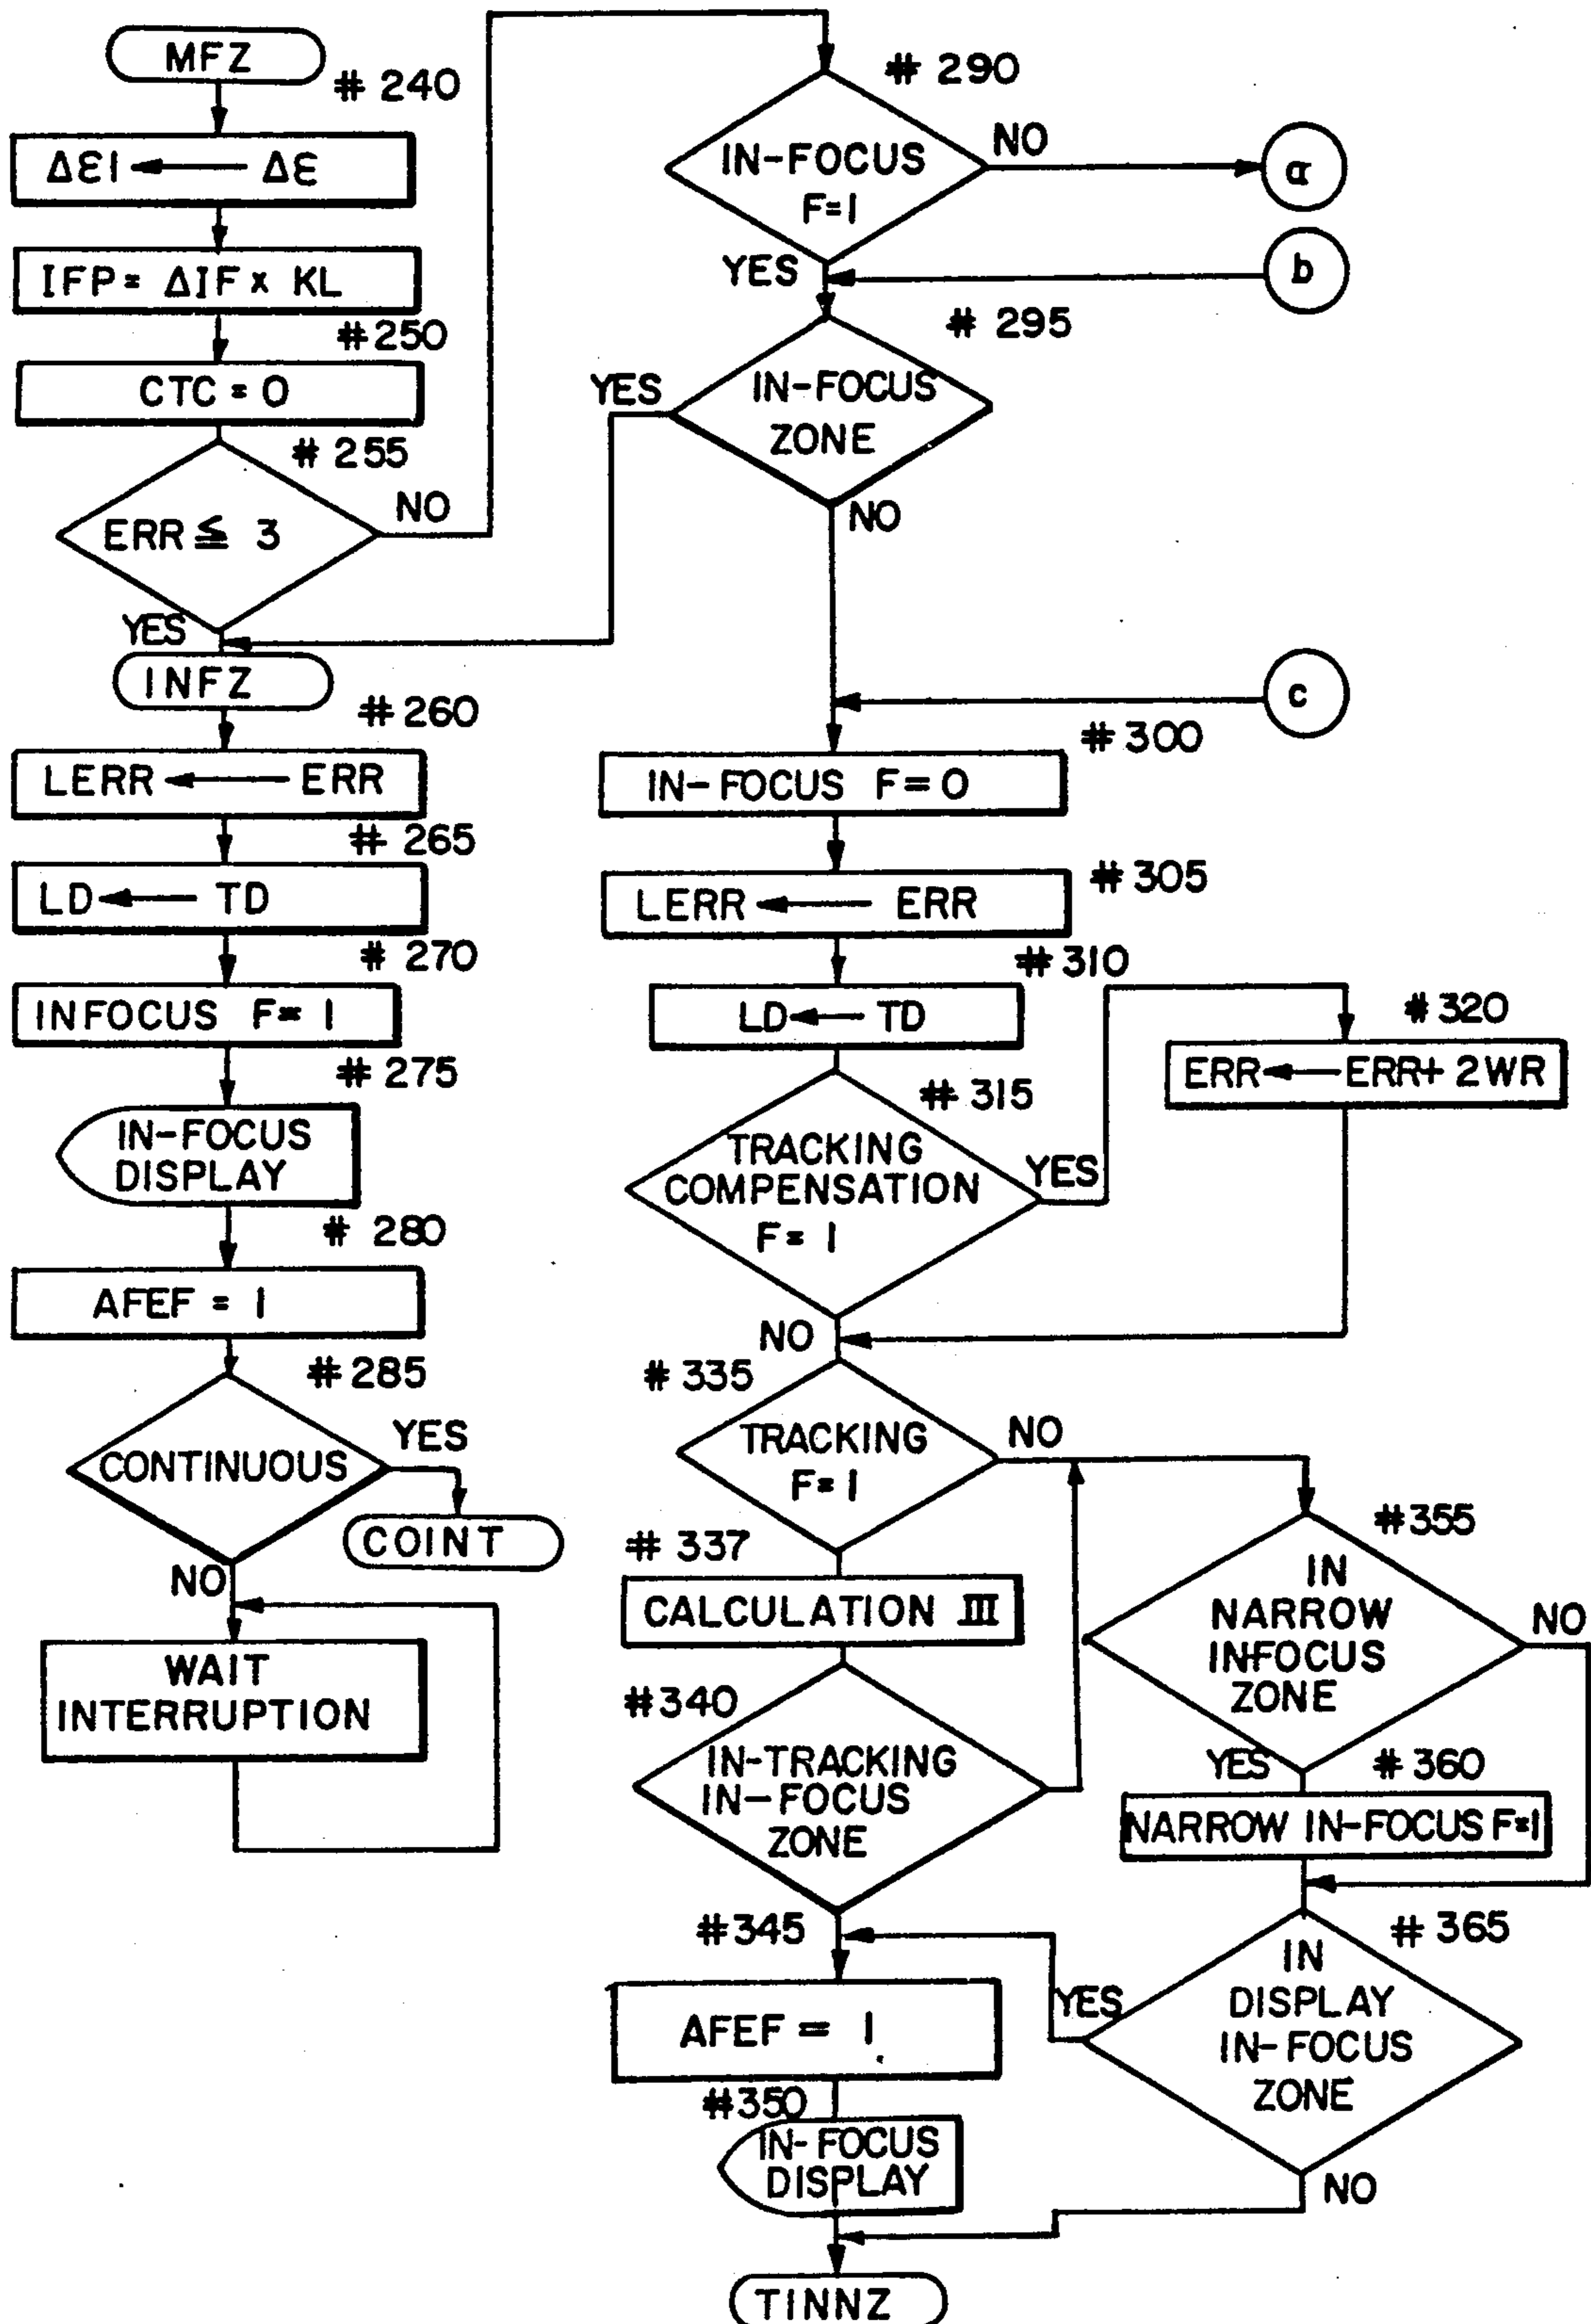 MFZ
# 240
Δε1 ← Δε
IFP = ΔIF × KL
# 250
CTC = 0
# 255
ERR ≦ 3
NO
YES
INFZ
# 260
LERR ← ERR
# 265
LD ← TD
# 270
INFOCUS F = 1
# 275
IN-FOCUS
DISPLAY
# 280
AFEF = 1
# 285
CONTINUOUS
YES
COINT
NO
WAIT
INTERRUPTION
# 290
IN-FOCUS
F=1
NO
a
YES
b
# 295
IN-FOCUS
ZONE
YES
NO
c
# 300
IN-FOCUS F=0
# 305
LERR ← ERR
# 310
LD ← TD
# 315
TRACKING
COMPENSATION
F= 1
YES
# 320
ERR ← ERR+ 2WR
NO
# 335
TRACKING
F=1
NO
# 337
CALCULATION III
#340
IN-TRACKING
IN-FOCUS
ZONE
#345
AFEF = 1
#350
IN-FOCUS
DISPLAY
TINNZ
#355
IN
NARROW
INFOCUS
ZONE
NO
YES
# 360
NARROW IN-FOCUS F=1
# 365
IN
DISPLAY
IN-FOCUS
ZONE
YES
NO